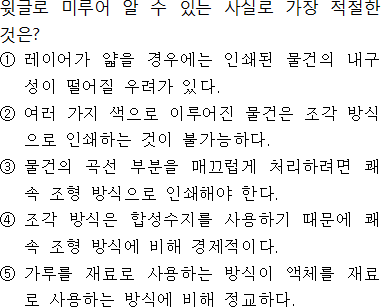 윗글로 미루어 알 수 있는 사실로 가장 적절한
것은?
① 레이어가 얇을 경우에는 인쇄된 물건의 내구
성이 떨어질 우려가 있다.
② 여러 가지 색으로 이루어진 물건은 조각 방식
으로 인쇄하는 것이 불가능하다.
③ 물건의 곡선 부분을 매끄럽게 처리하려면 쾌
속 조형 방식으로 인쇄해야 한다.
④ 조각 방식은 합성수지를 사용하기 때문에 쾌
속 조형 방식에 비해 경제적이다.
⑤ 가루를 재료로 사용하는 방식이 액체를 재료
로 사용하는 방식에 비해 정교하다.